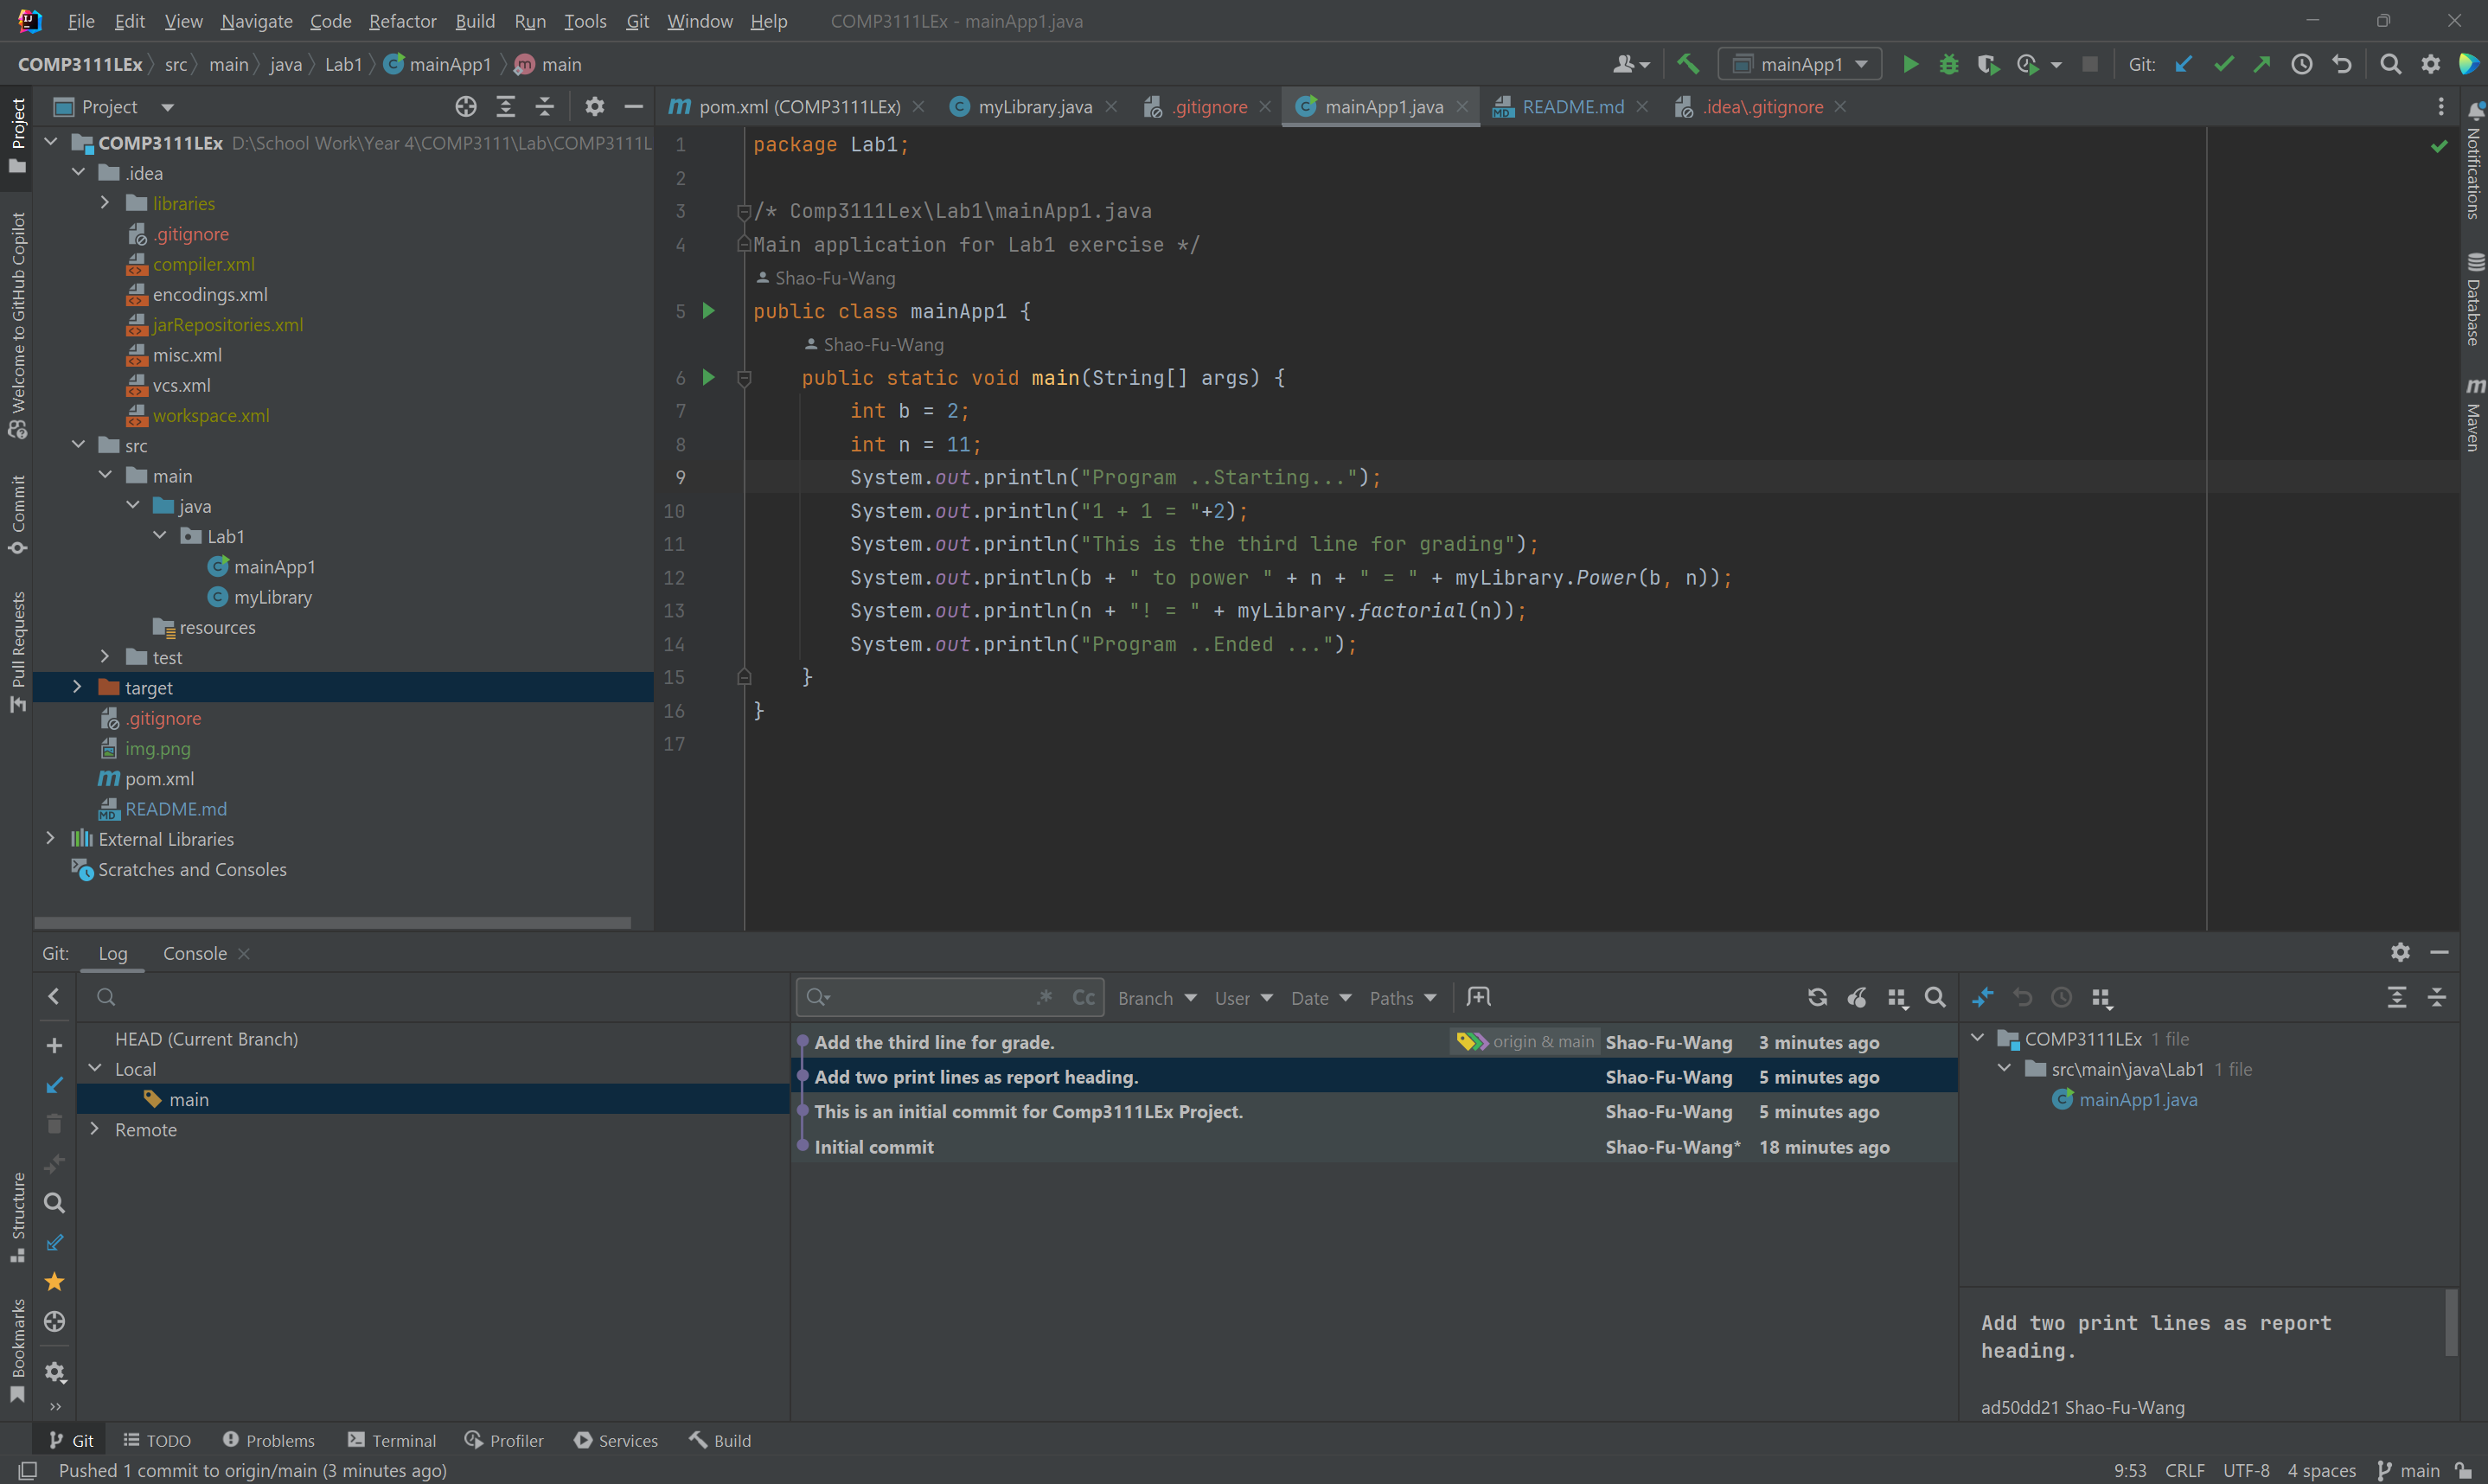 File Edit View Navigate Code Refactor Build Run Tools Git Window Help COMP3111LEx - mainApp1.java
COMP3111LEx src main java Lab1 mainApp1 main mainApp1 Git:
Project
pom.xml (COMP3111LEx) myLibrary.java .gitignore mainApp1.java README.md .idea\.gitignore
COMP3111LEx D:\School Work\Year 4\COMP3111\Lab\COMP3111L
.idea
libraries
.gitignore
compiler.xml
encodings.xml
jarRepositories.xml
misc.xml
vcs.xml
workspace.xml
src
main
java
Lab1
mainApp1
myLibrary
resources
test
target
.gitignore
img.png
pom.xml
README.md
External Libraries
Scratches and Consoles
Project
Welcome to GitHub Copilot
Commit
Pull Requests
Structure
Bookmarks
1 package Lab1;
2
3 /* Comp3111Lex\Lab1\mainApp1.java
4 Main application for Lab1 exercise */
Shao-Fu-Wang
5 public class mainApp1 {
Shao-Fu-Wang
6 public static void main(String[] args) {
7 int b = 2;
8 int n = 11;
9 System.out.println("Program ..Starting...");
10 System.out.println("1 + 1 = "+2);
11 System.out.println("This is the third line for grading");
12 System.out.println(b + " to power " + n + " = " + myLibrary.Power(b, n));
13 System.out.println(n + "! = " + myLibrary.factorial(n));
14 System.out.println("Program ..Ended ...");
15 }
16 }
17
Notifications
Database
Maven
Git: Log Console
HEAD (Current Branch)
Local
main
Remote
.* Cc Branch User Date Paths
Add the third line for grade. origin & main Shao-Fu-Wang 3 minutes ago
Add two print lines as report heading. Shao-Fu-Wang 5 minutes ago
This is an initial commit for Comp3111LEx Project. Shao-Fu-Wang 5 minutes ago
Initial commit Shao-Fu-Wang* 18 minutes ago
COMP3111LEx 1 file
src\main\java\Lab1 1 file
mainApp1.java
Add two print lines as report
heading.
ad50dd21 Shao-Fu-Wang
Git TODO Problems Terminal Profiler Services Build
Pushed 1 commit to origin/main (3 minutes ago) 9:53 CRLF UTF-8 4 spaces main